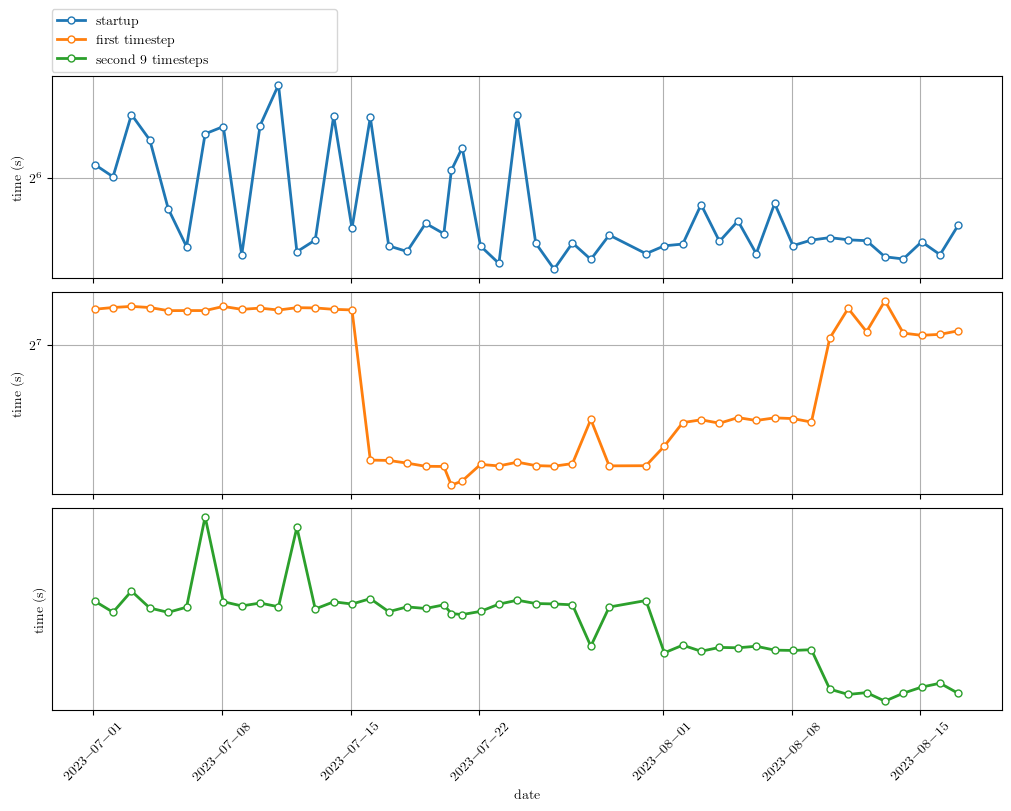 startup
first timestep
second 9 timesteps
time (s)
2⁶
time (s)
2⁷
time (s)
2023−07−01
2023−07−08
2023−07−15
2023−07−22
2023−08−01
2023−08−08
2023−08−15
date